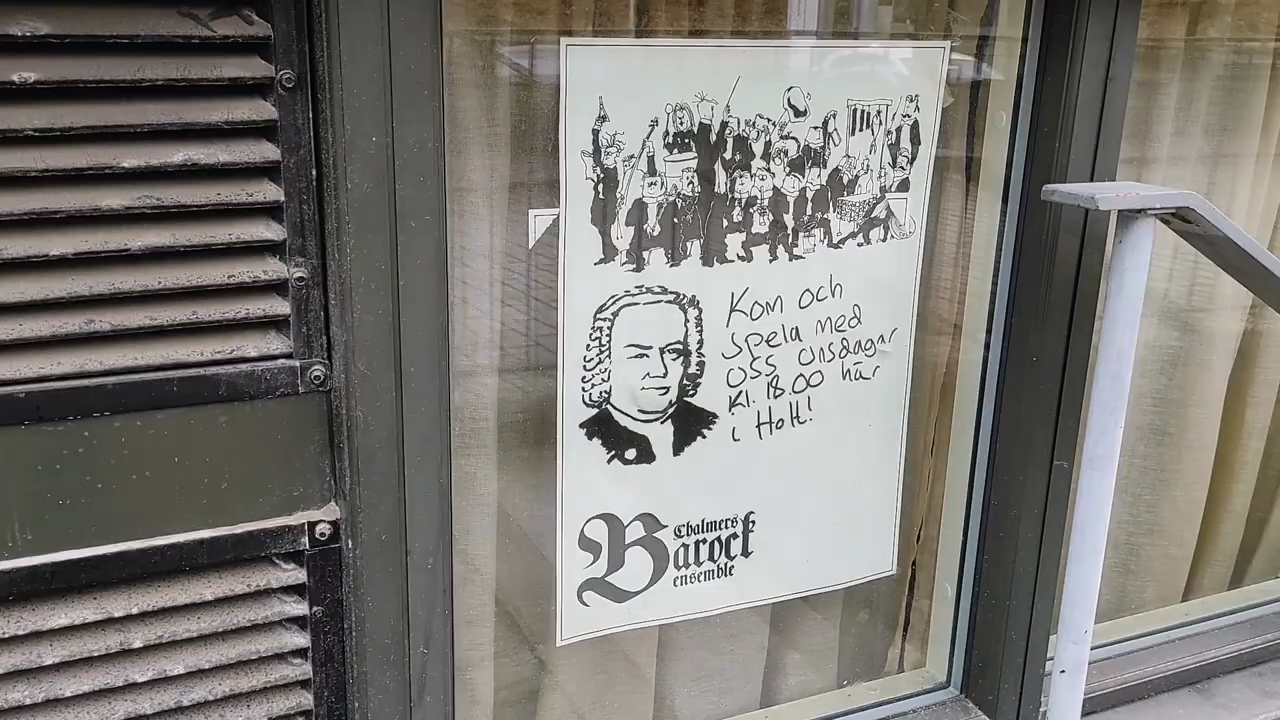 Kom och
spela med
oss onsdagar
Kl. 18.00 här
i Holt!
Chalmers
Barock
ensemble